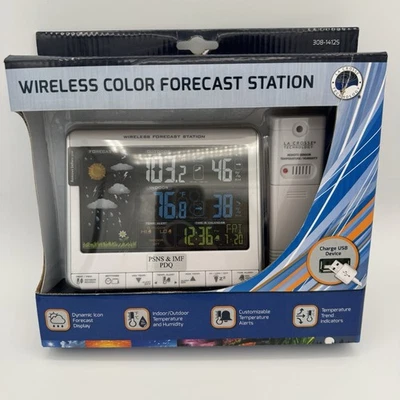 308-1412S
WIRELESS COLOR FORECAST STATION
WIRELESS FORECAST STATION
103.2 46
76.8 38
12:36 FRI
7-20
PSNS & IMF
PDQ
Charge USB
Device
Dynamic Icon
Forecast
Display
Indoor/Outdoor
Temperature
and Humidity
Customizable
Temperature
Alerts
Temperature
Trend
Indicators